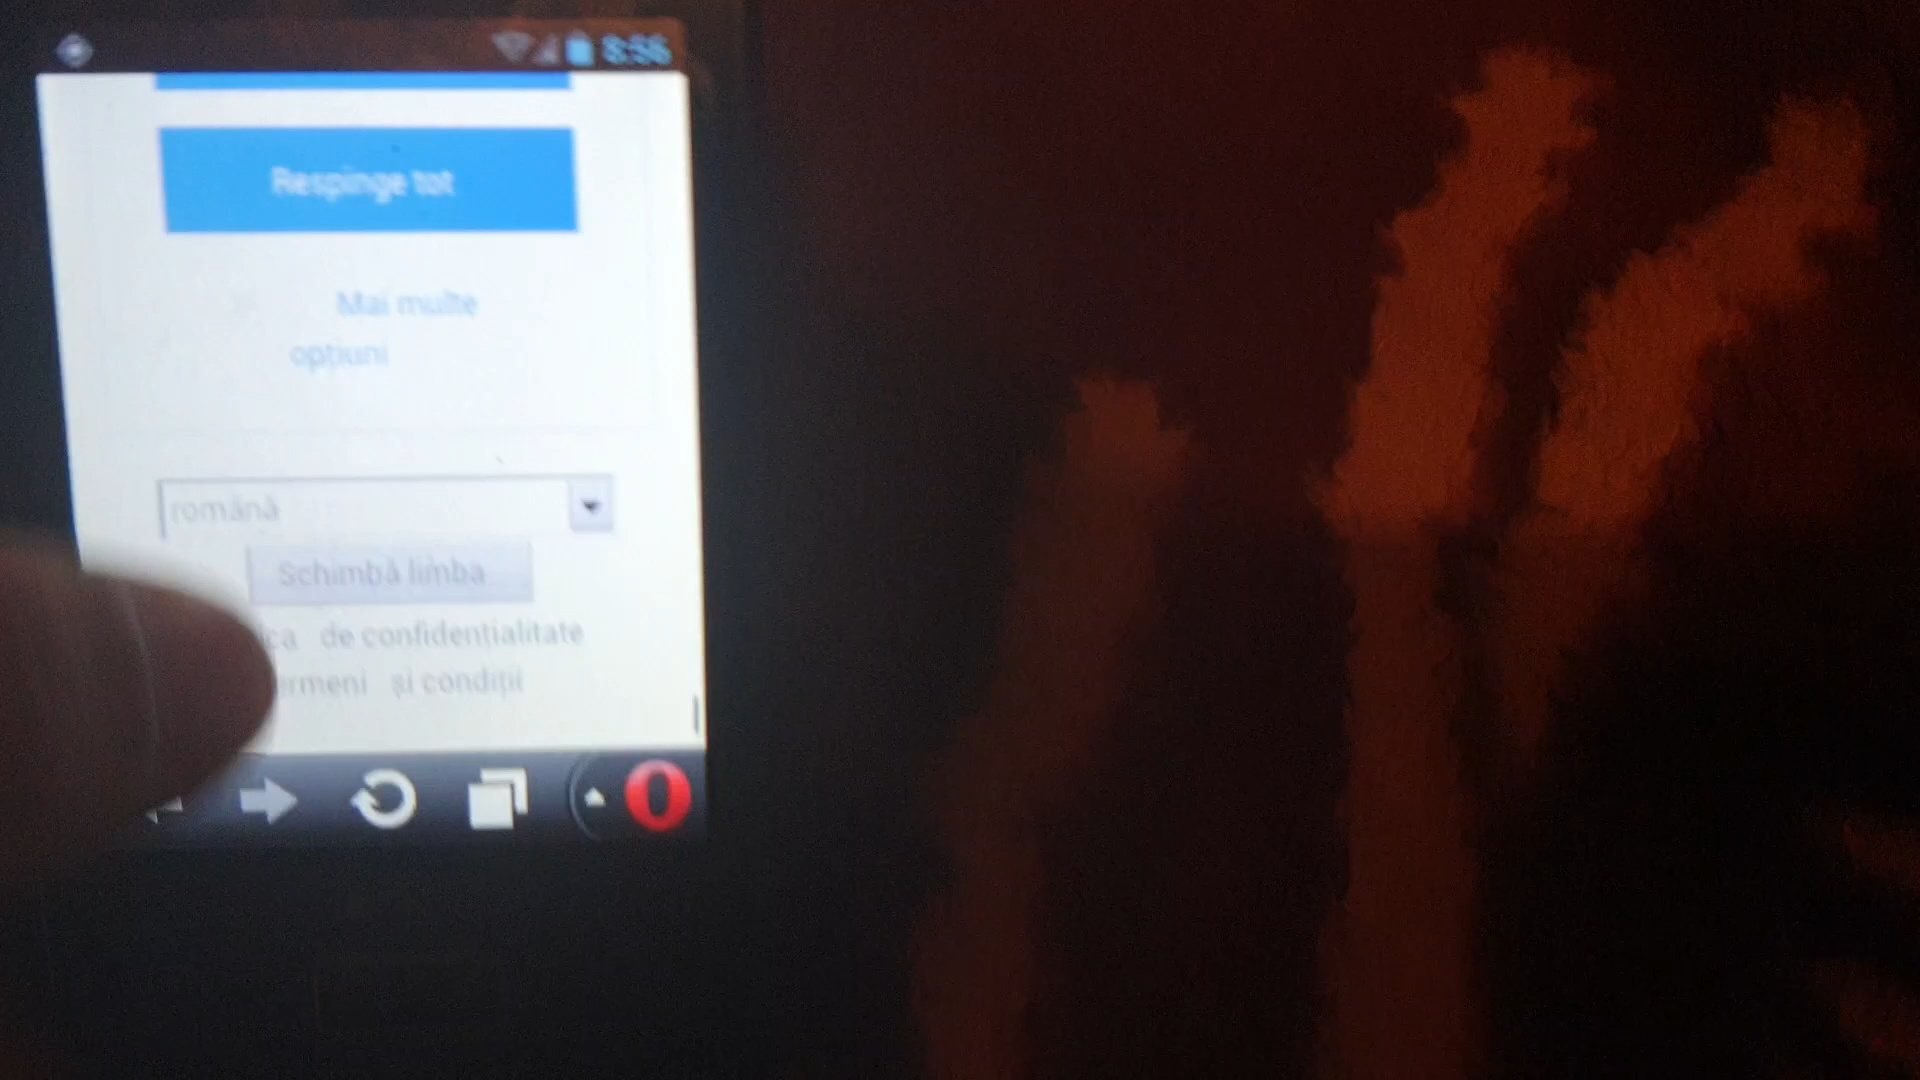 8:56
Respinge tot
Mai multe
opțiuni
română
Schimbă limba
de confidențialitate
și condiții